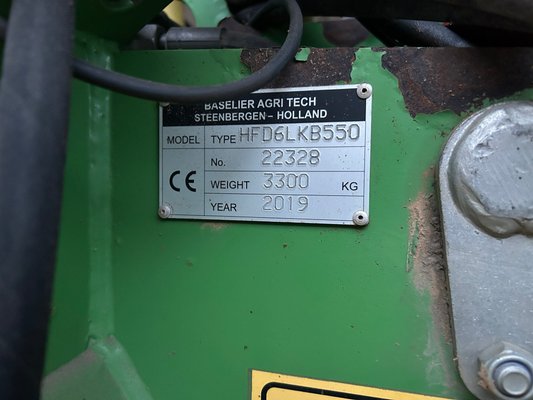 BASELIER AGRI TECH
STEENBERGEN - HOLLAND
MODEL TYPE HFD6LKB550
No. 22328
CE WEIGHT 3300 KG
YEAR 2019